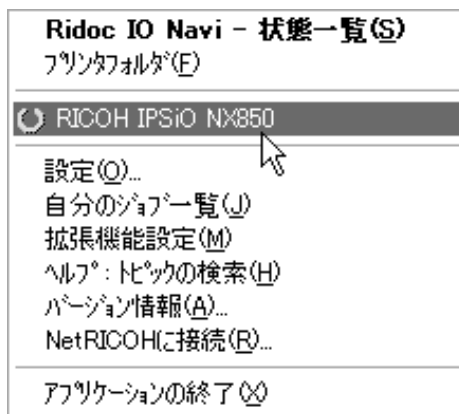 Ridoc IO Navi - 状態一覧(S)
プリンタフォルダ(F)
RICOH IPSiO NX850
設定(O)...
自分のジョブ一覧(J)
拡張機能設定(M)
ヘルプ:トピックの検索(H)
バージョン情報(A)...
NetRICOHに接続(R)...
アプリケーションの終了(X)